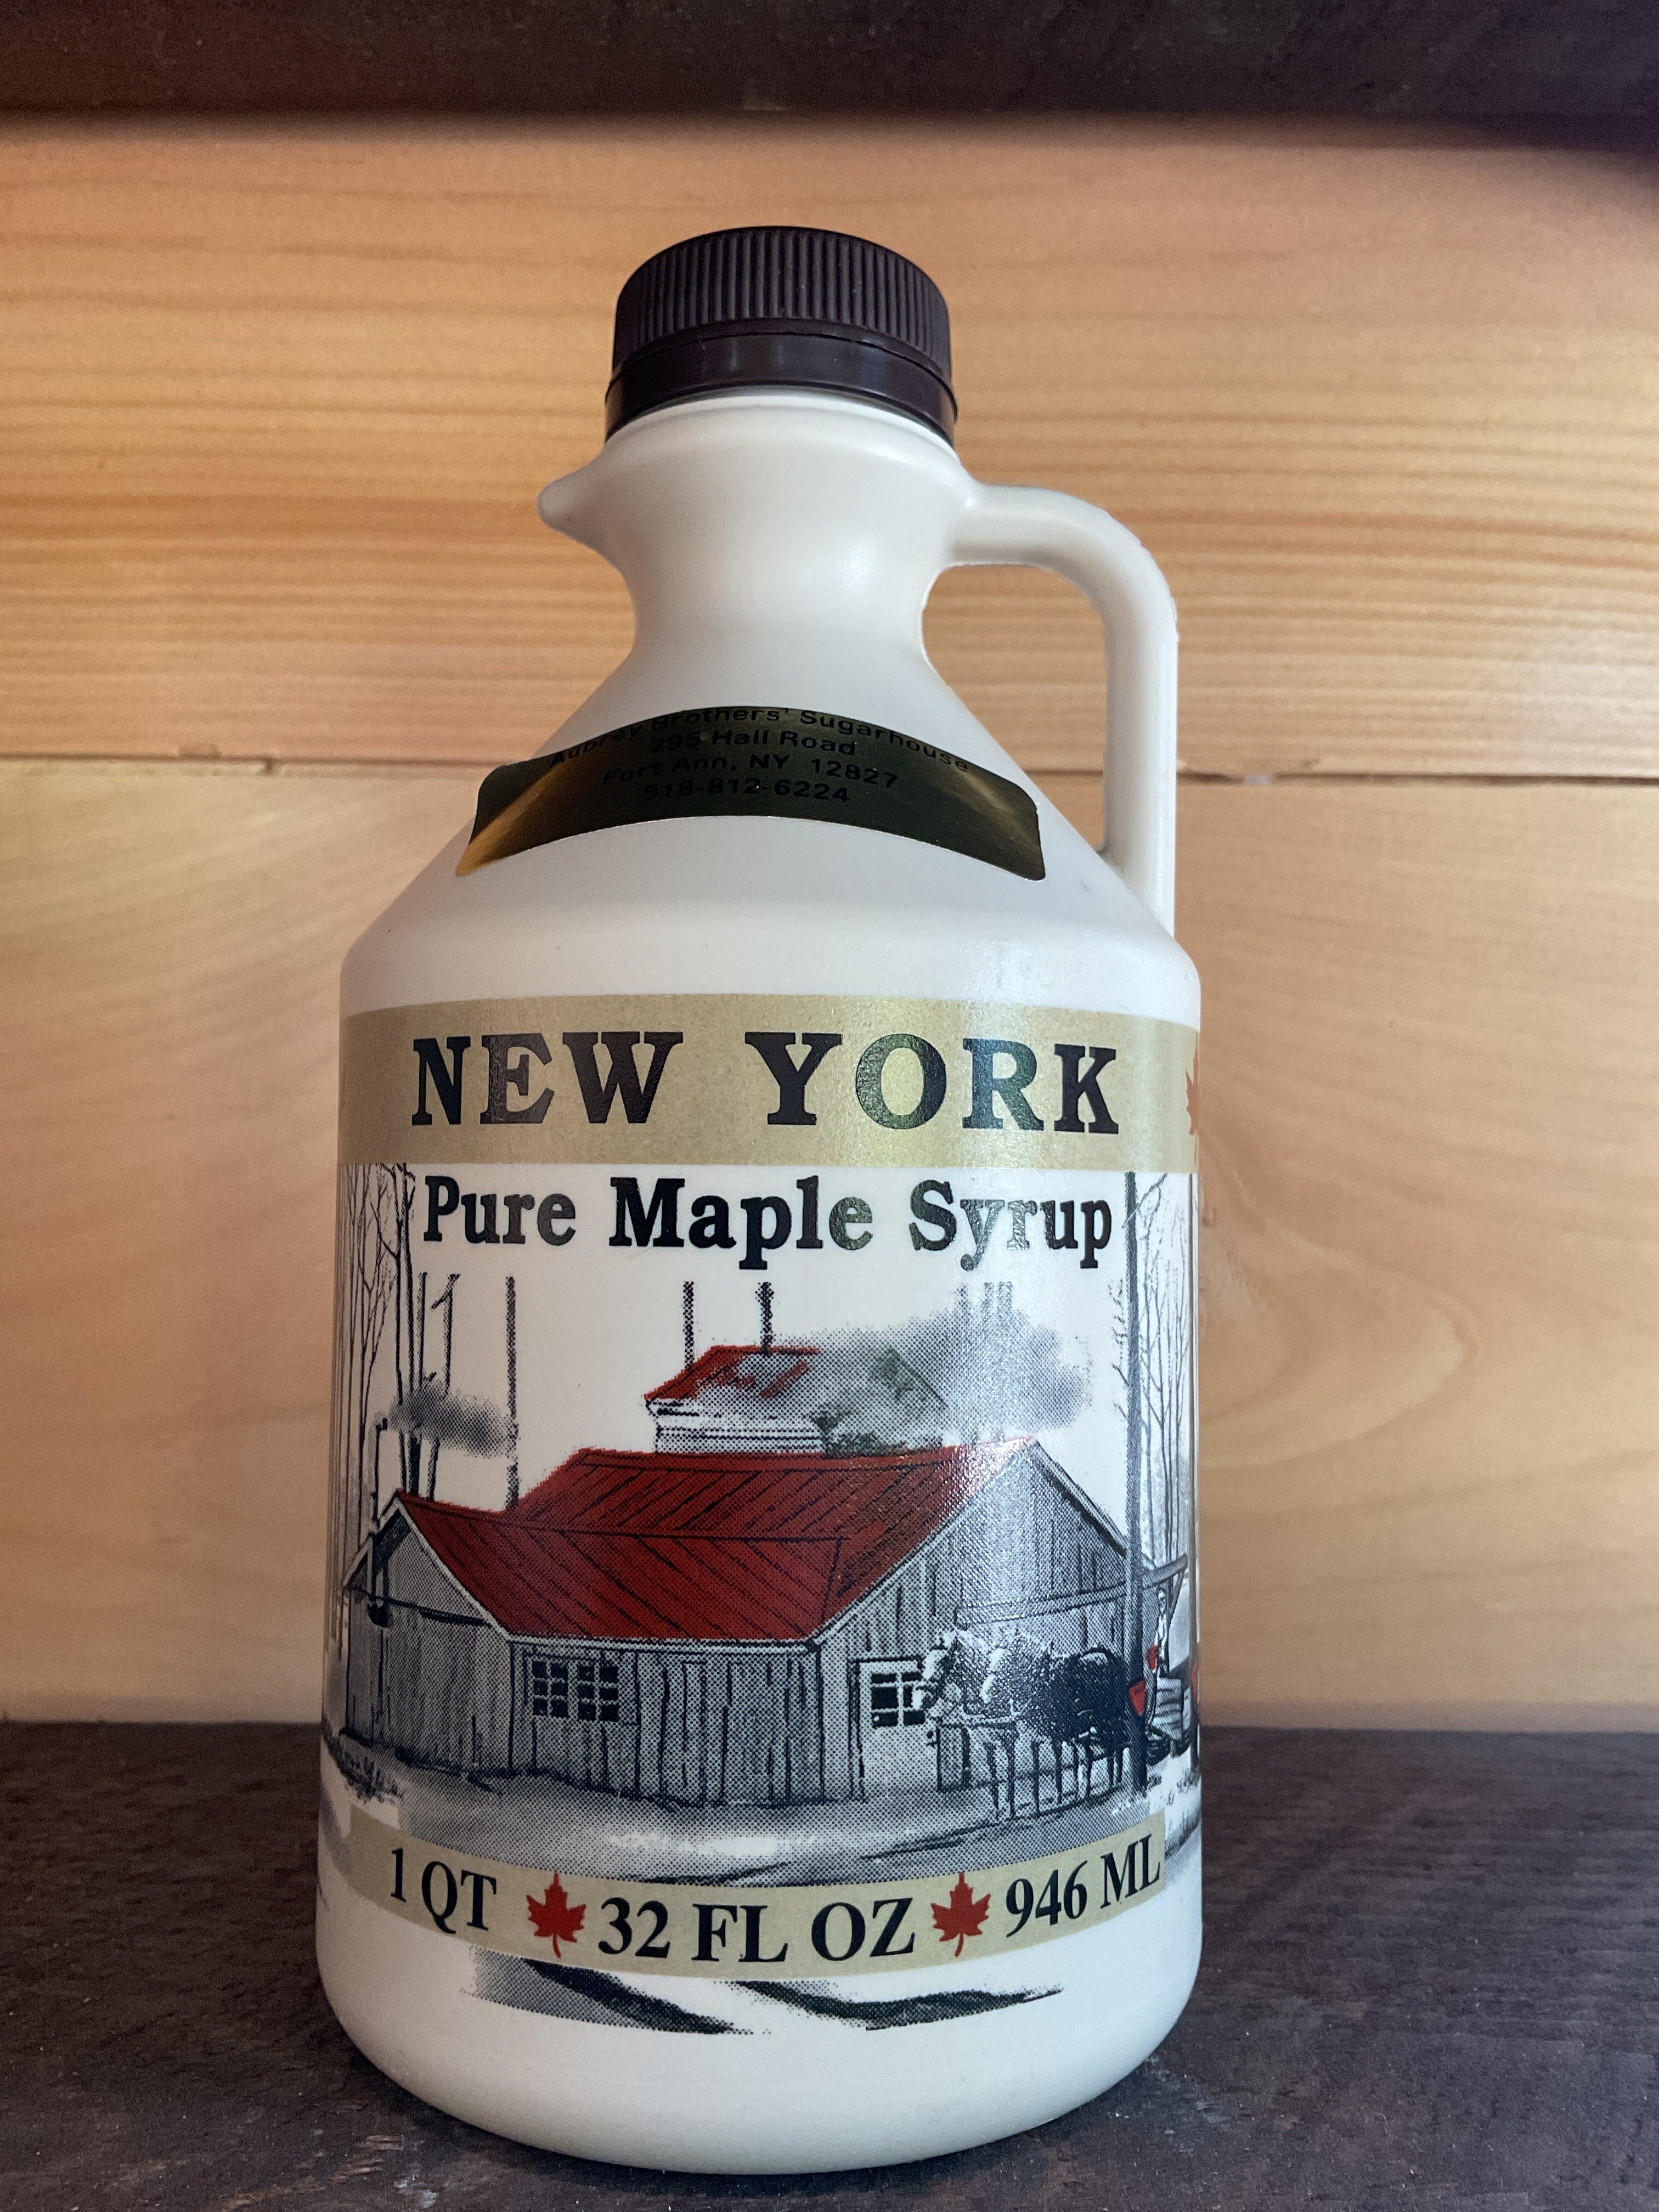 Aubrey Brothers' Sugarhouse
295 Hall Road
Fort Ann, NY 12827
518-812-6224
NEW YORK
Pure Maple Syrup
1 QT 32 FL OZ 946 ML